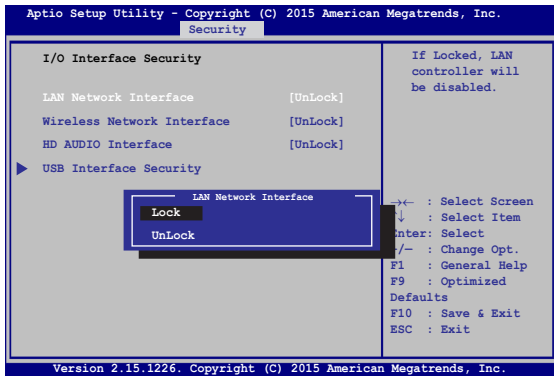 Aptio Setup Utility - Copyright (C) 2015 American Megatrends, Inc.
Security
I/O Interface Security
LAN Network Interface [UnLock]
Wireless Network Interface [UnLock]
HD AUDIO Interface [UnLock]
USB Interface Security
LAN Network Interface
Lock
UnLock
If Locked, LAN
controller will
be disabled.
→← : Select Screen
↑↓ : Select Item
Enter: Select
+/— : Change Opt.
F1 : General Help
F9 : Optimized
Defaults
F10 : Save & Exit
ESC : Exit
Version 2.15.1226. Copyright (C) 2015 American Megatrends, Inc.